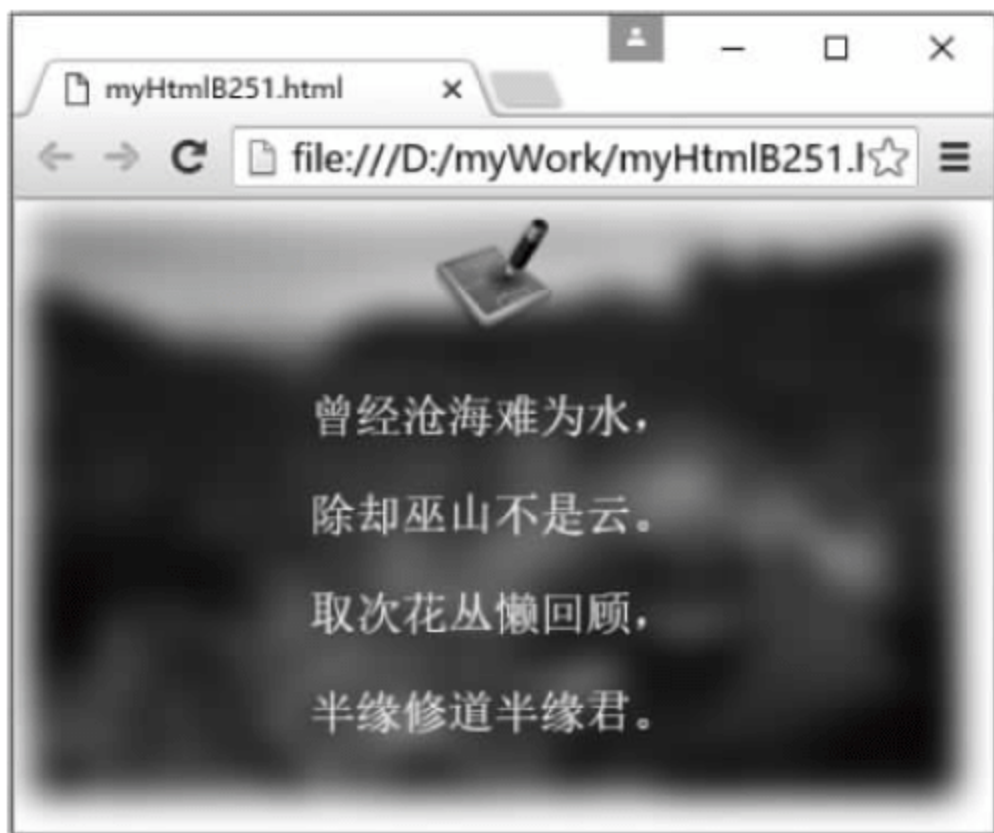 myHtmlB251.html
file:///D:/myWork/myHtmlB251.l
曾经沧海难为水，
除却巫山不是云。
取次花丛懒回顾，
半缘修道半缘君。